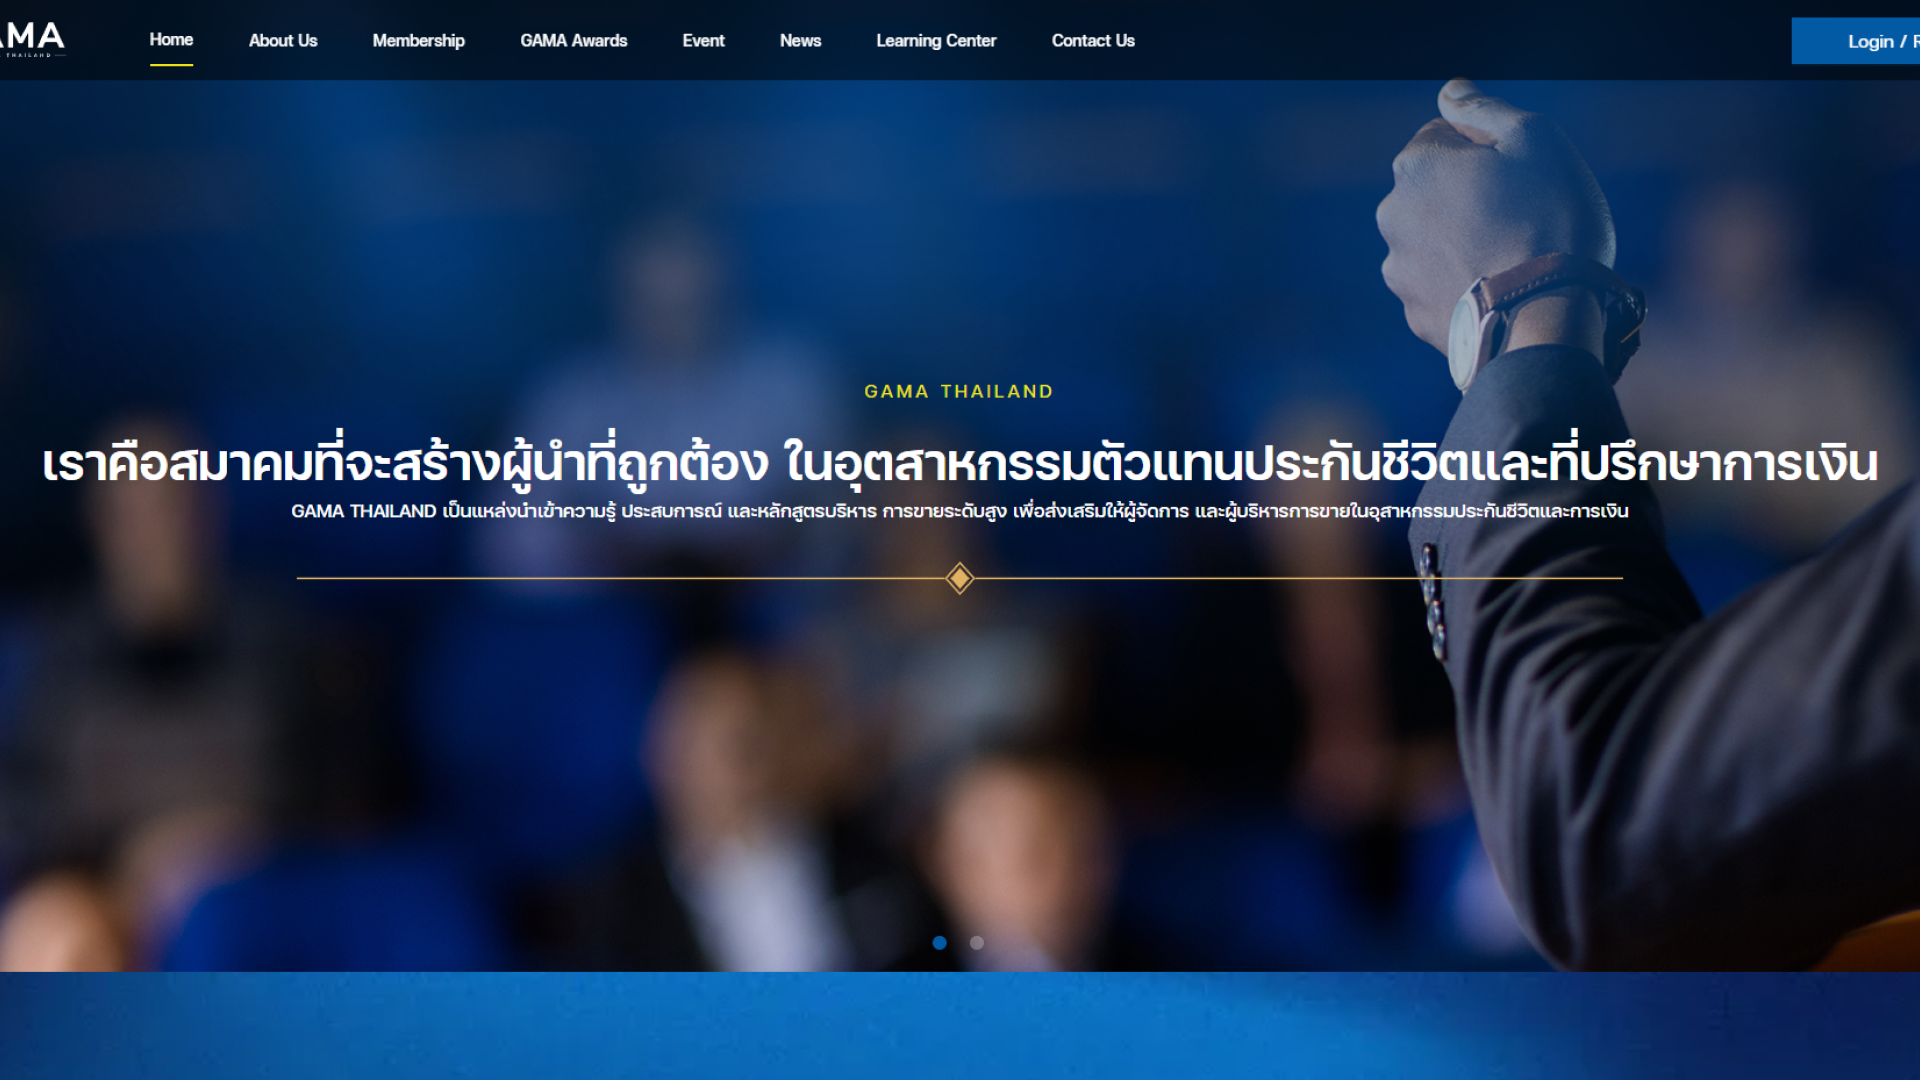 AMA
THAILAND
Home
About Us
Membership
GAMA Awards
Event
News
Learning Center
Contact Us
Login /
GAMA THAILAND
เราคือสมาคมที่จะสร้างผู้นำที่ถูกต้อง ในอุตสาหกรรมตัวแทนประกันชีวิตและที่ปรึกษาการเงิน
GAMA THAILAND เป็นแหล่งนำเข้าความรู้ ประสบการณ์ และหลักสูตรบริหาร การขายระดับสูง เพื่อส่งเสริมให้ผู้จัดการ และผู้บริหารการขายในอุสาหกรรมประกันชีวิตและการเงิน